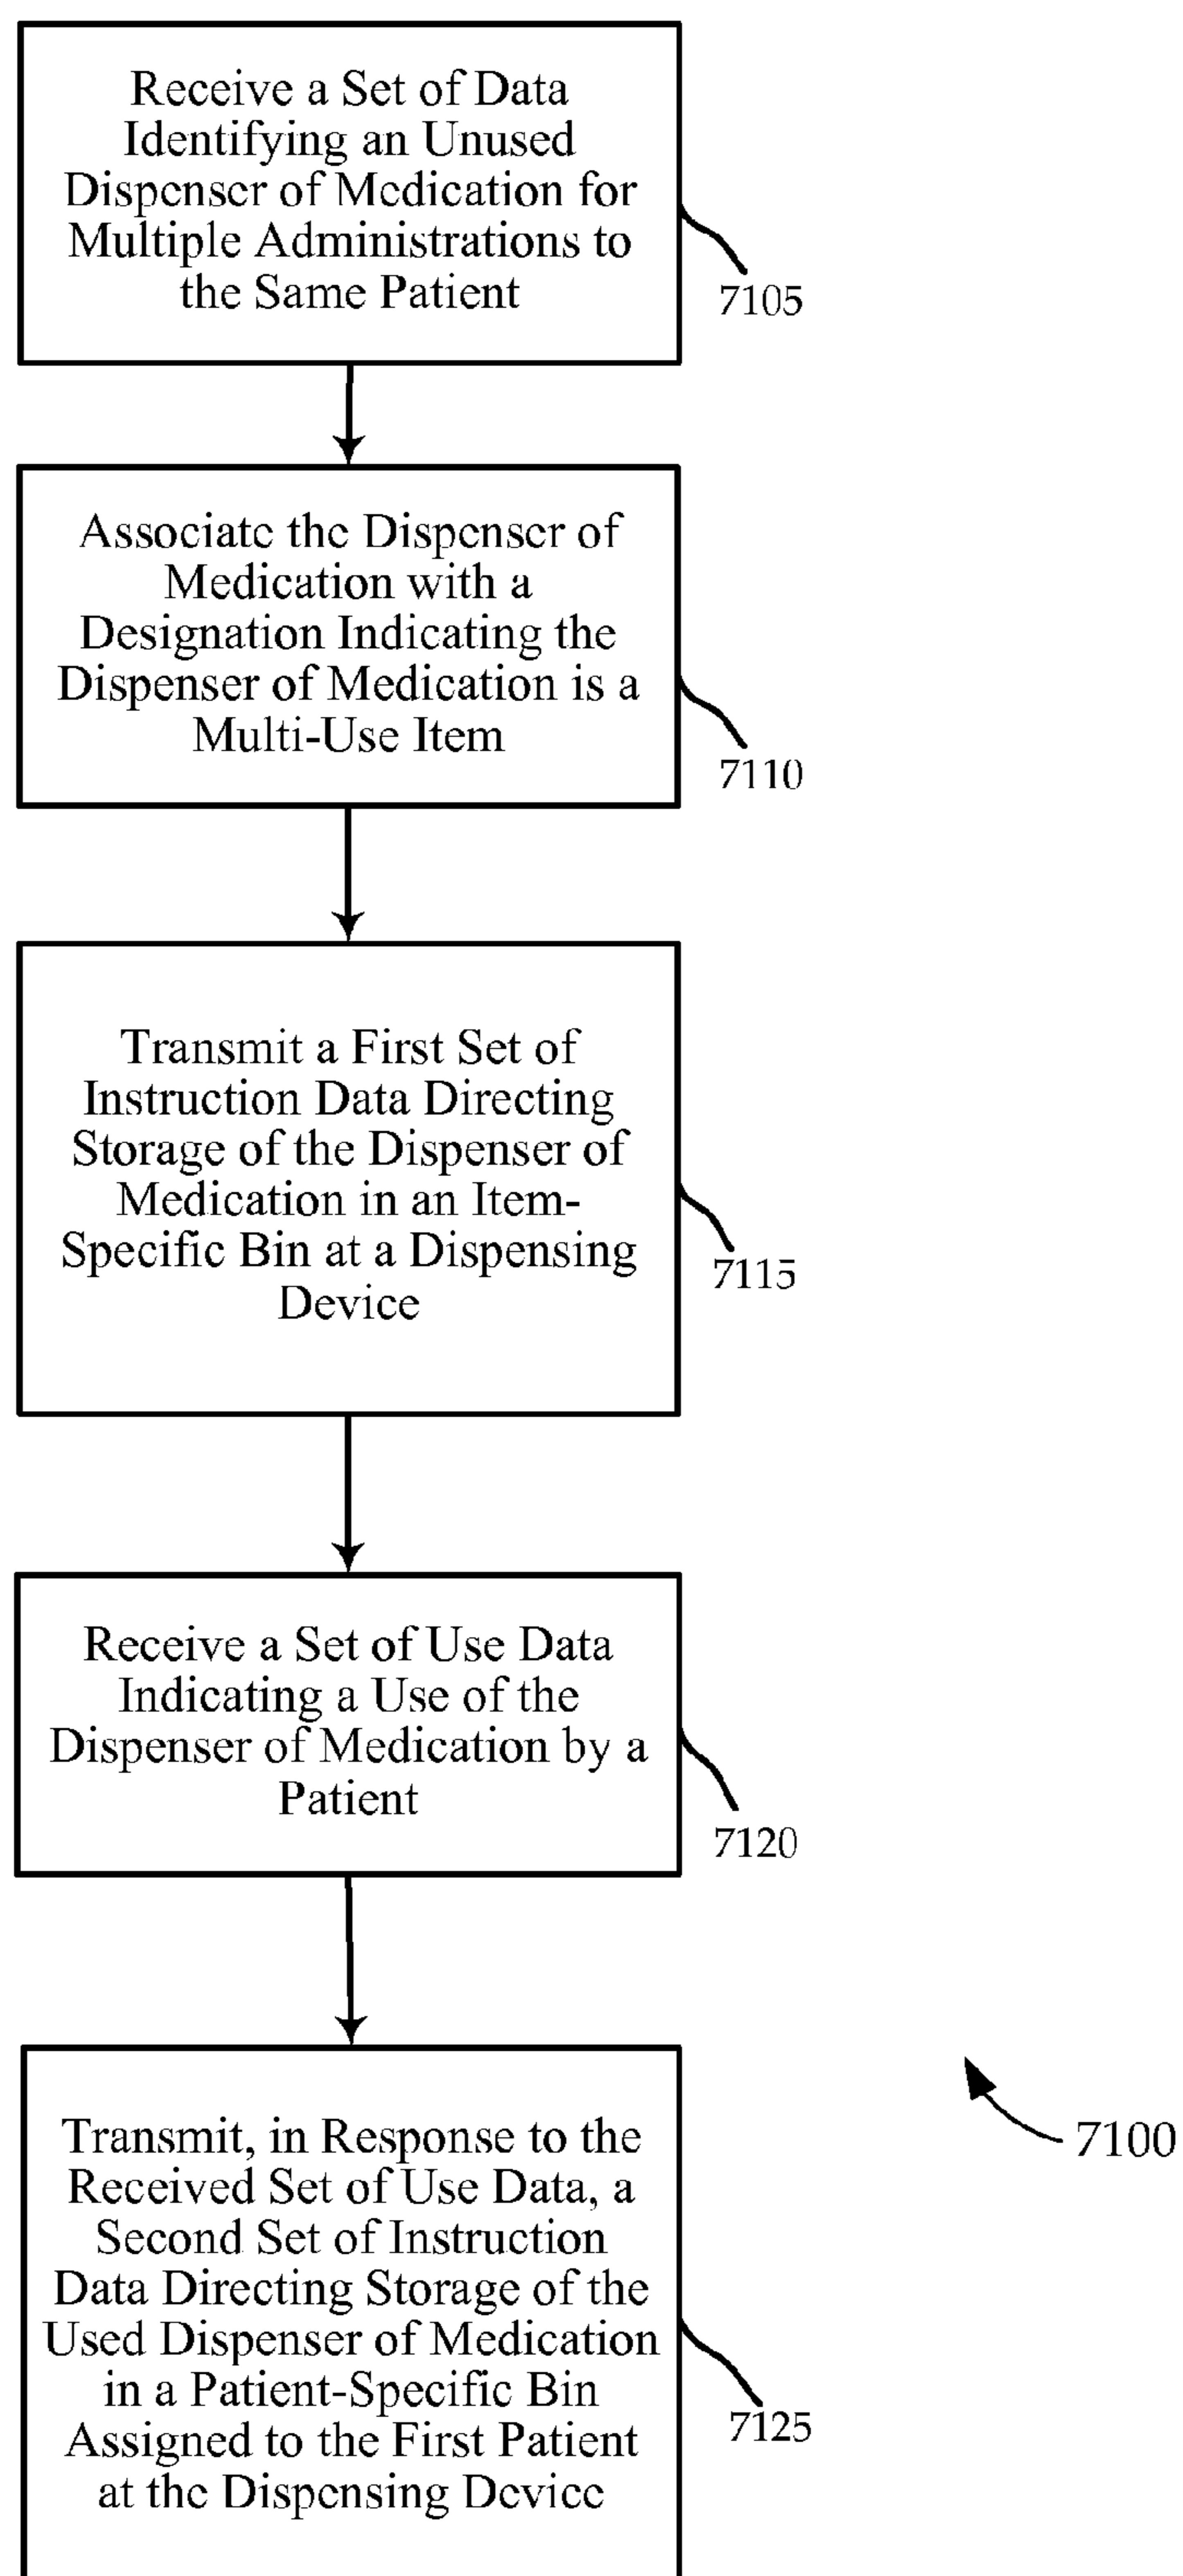 Receive a Set of Data
Identifying an Unused
Dispenser of Medication for
Multiple Administrations to
the Same Patient
7105
Associate the Dispenser of
Medication with a
Designation Indicating the
Dispenser of Medication is a
Multi-Use Item
7110
Transmit a First Set of
Instruction Data Directing
Storage of the Dispenser of
Medication in an Item-
Specific Bin at a Dispensing
Device
7115
Receive a Set of Use Data
Indicating a Use of the
Dispenser of Medication by a
Patient
7120
Transmit, in Response to the
Received Set of Use Data, a
Second Set of Instruction
Data Directing Storage of the
Used Dispenser of Medication
in a Patient-Specific Bin
Assigned to the First Patient
at the Dispensing Device
7125
7100